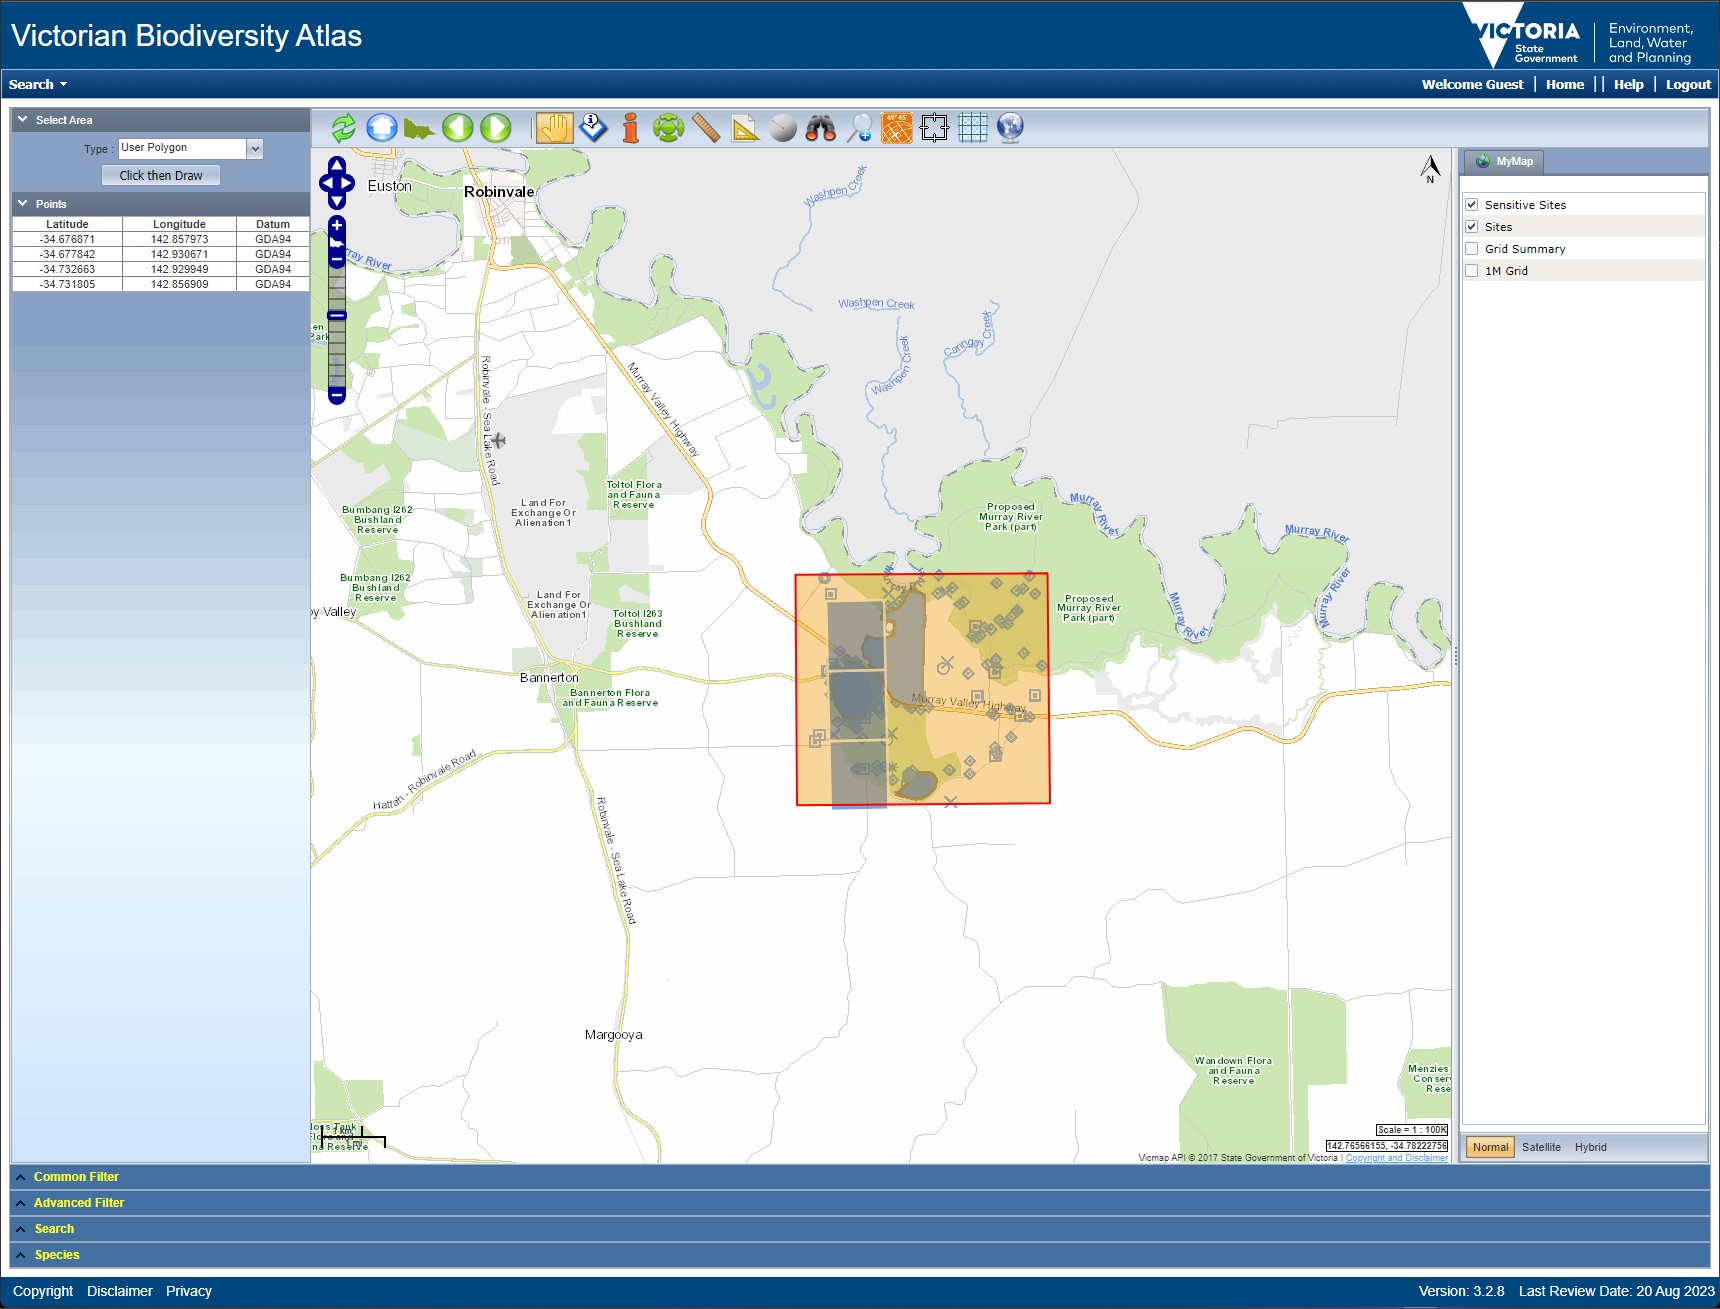 Victorian Biodiversity Atlas
VICTORIA
State
Government
Environment,
Land, Water
and Planning
Search
Welcome Guest
Home
Help
Logout
Select Area
Type :
User Polygon
Click then Draw
Points
Latitude Longitude Datum
-34.676871 142.857973 GDA94
-34.677842 142.930671 GDA94
-34.732663 142.929949 GDA94
-34.731805 142.856909 GDA94
49°45'
N
MyMap
Sensitive Sites
Sites
Grid Summary
1M Grid
Euston
Robinvale
Washpen Creek
Washpen Creek
Washpen Creek
Caringay Creek
Robinvale - Sea Lake Road
Murray Valley Highway
Toltol Flora
and Fauna
Reserve
Land For
Exchange Or
Alienation1
Bumbang I262
Bushland
Reserve
Proposed
Murray River
Park (part)
Murray River
Murray River
Bumbang I262
Bushland
Reserve
Land For
Exchange Or
Alienation1
Toltol I263
Bushland
Reserve
Proposed
Murray River
Park (part)
Murray River
Murray River
Valley
Bannerton
Bannerton Flora
and Fauna Reserve
Murray Valley Highway
Hattah - Robinvale Road
Robinvale - Sea Lake Road
Margooya
Wandown Flora
and Fauna
Reserve
Menzies
1 km
1 mi
Scale = 1 : 100K
142.76566155, -34.78222756
Vicmap API © 2017 State Government of Victoria | Copyright and Disclaimer
Normal
Satellite
Hybrid
Common Filter
Advanced Filter
Search
Species
Copyright
Disclaimer
Privacy
Version: 3.2.8
Last Review Date: 20 Aug 2023